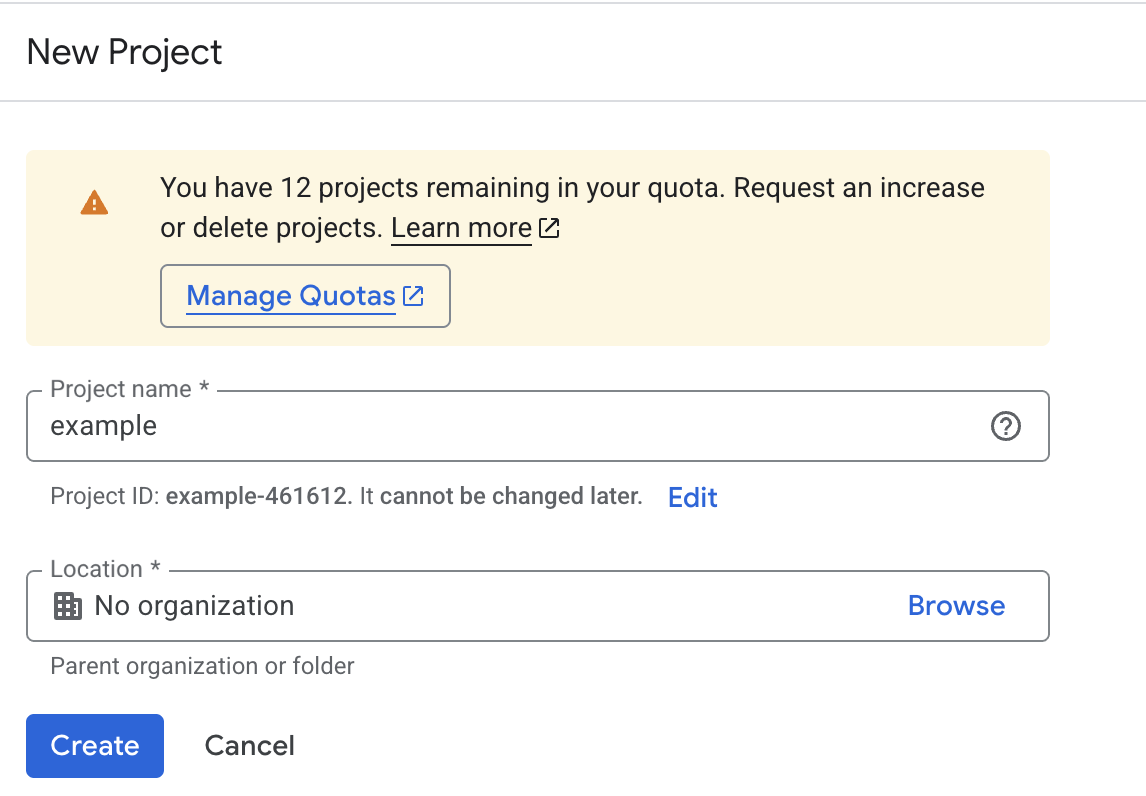 New Project
You have 12 projects remaining in your quota. Request an increase
or delete projects. Learn more
Manage Quotas
Project name *
example
Project ID: example-461612. It cannot be changed later. Edit
Location *
No organization Browse
Parent organization or folder
Create Cancel